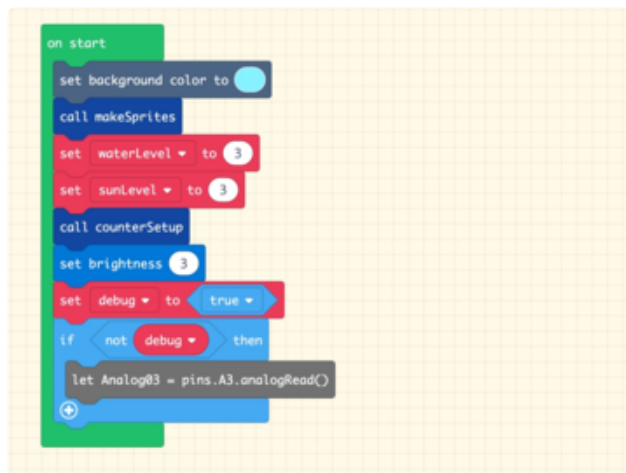 on start
set background color to
call makeSprites
set waterLevel to 3
set sunLevel to 3
call counterSetup
set brightness 3
set debug to true
if not debug then
let Analog03 = pins.A3.analogRead()